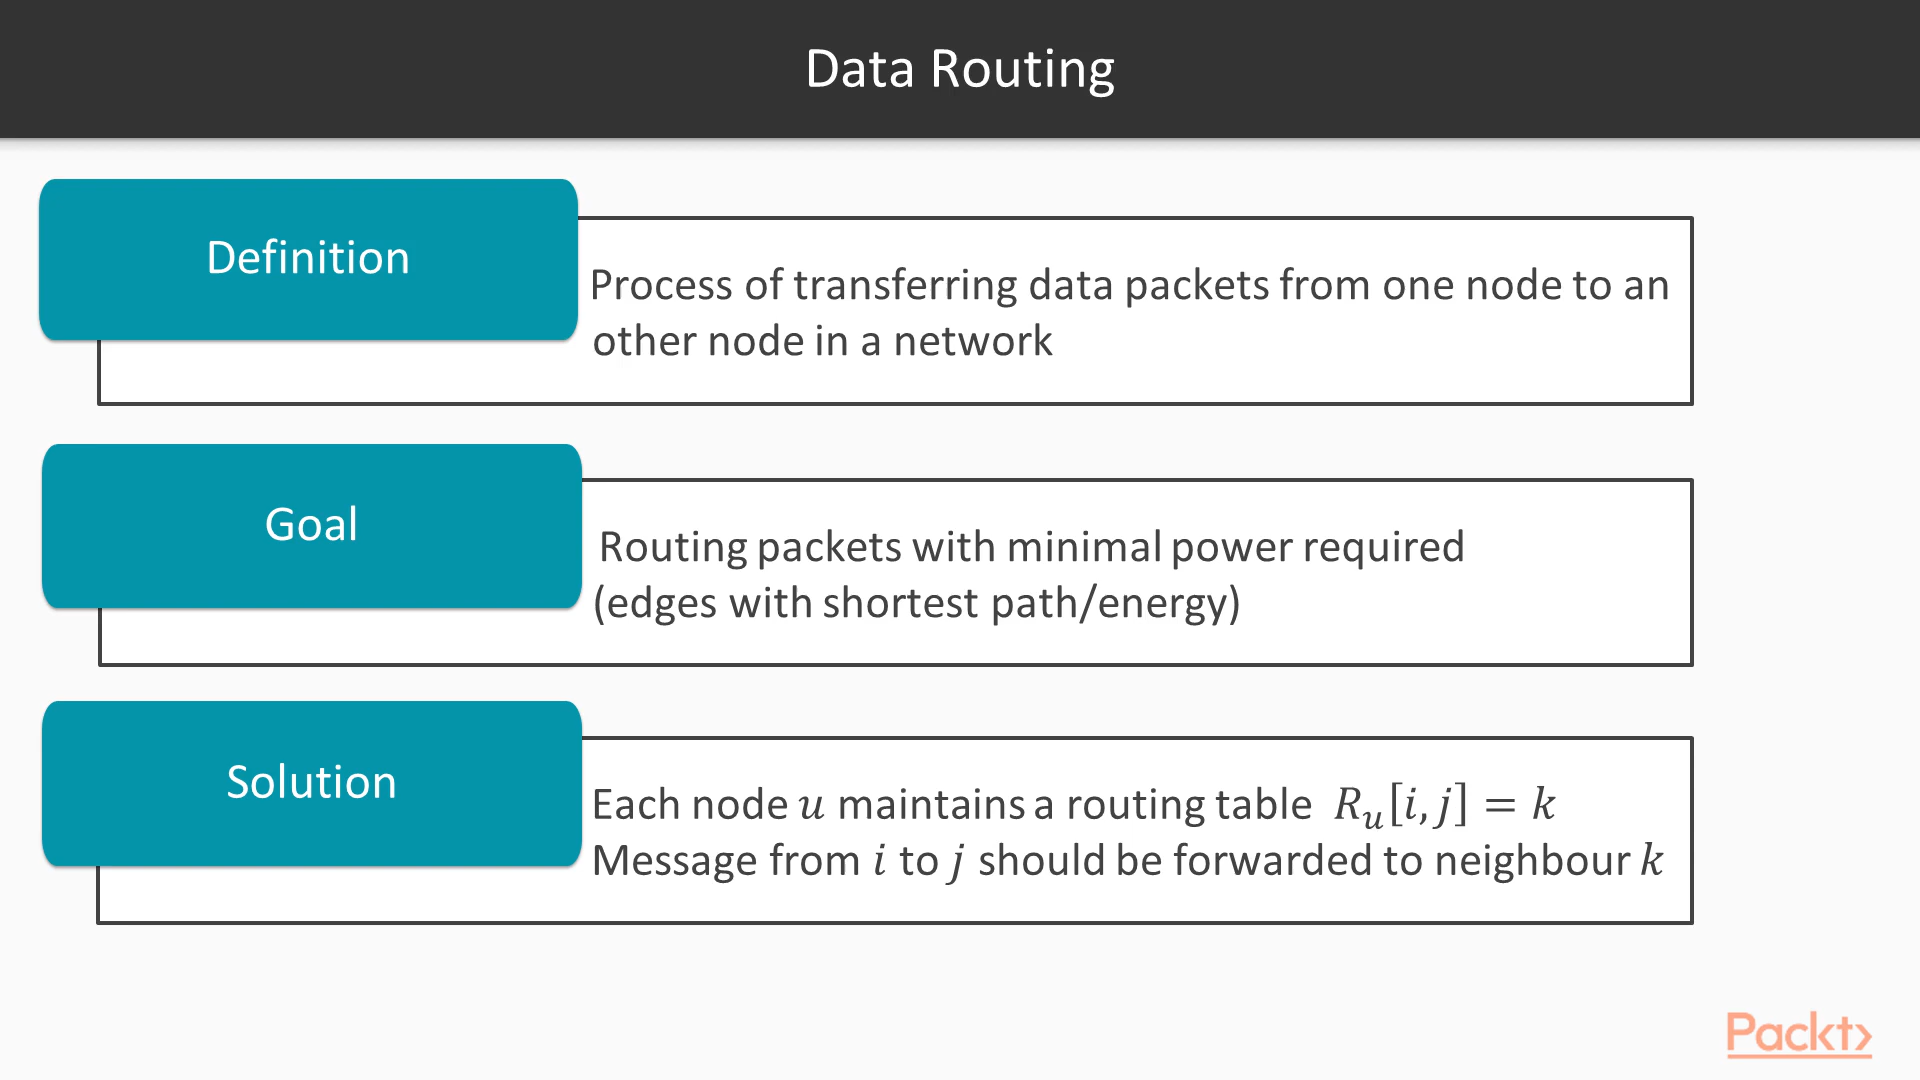 Data Routing
Definition
Process of transferring data packets from one node to an
other node in a network
Goal
Routing packets with minimal power required
(edges with shortest path/energy)
Solution
Each node u maintains a routing table R_u[i, j] = k
Message from i to j should be forwarded to neighbour k
Packt>